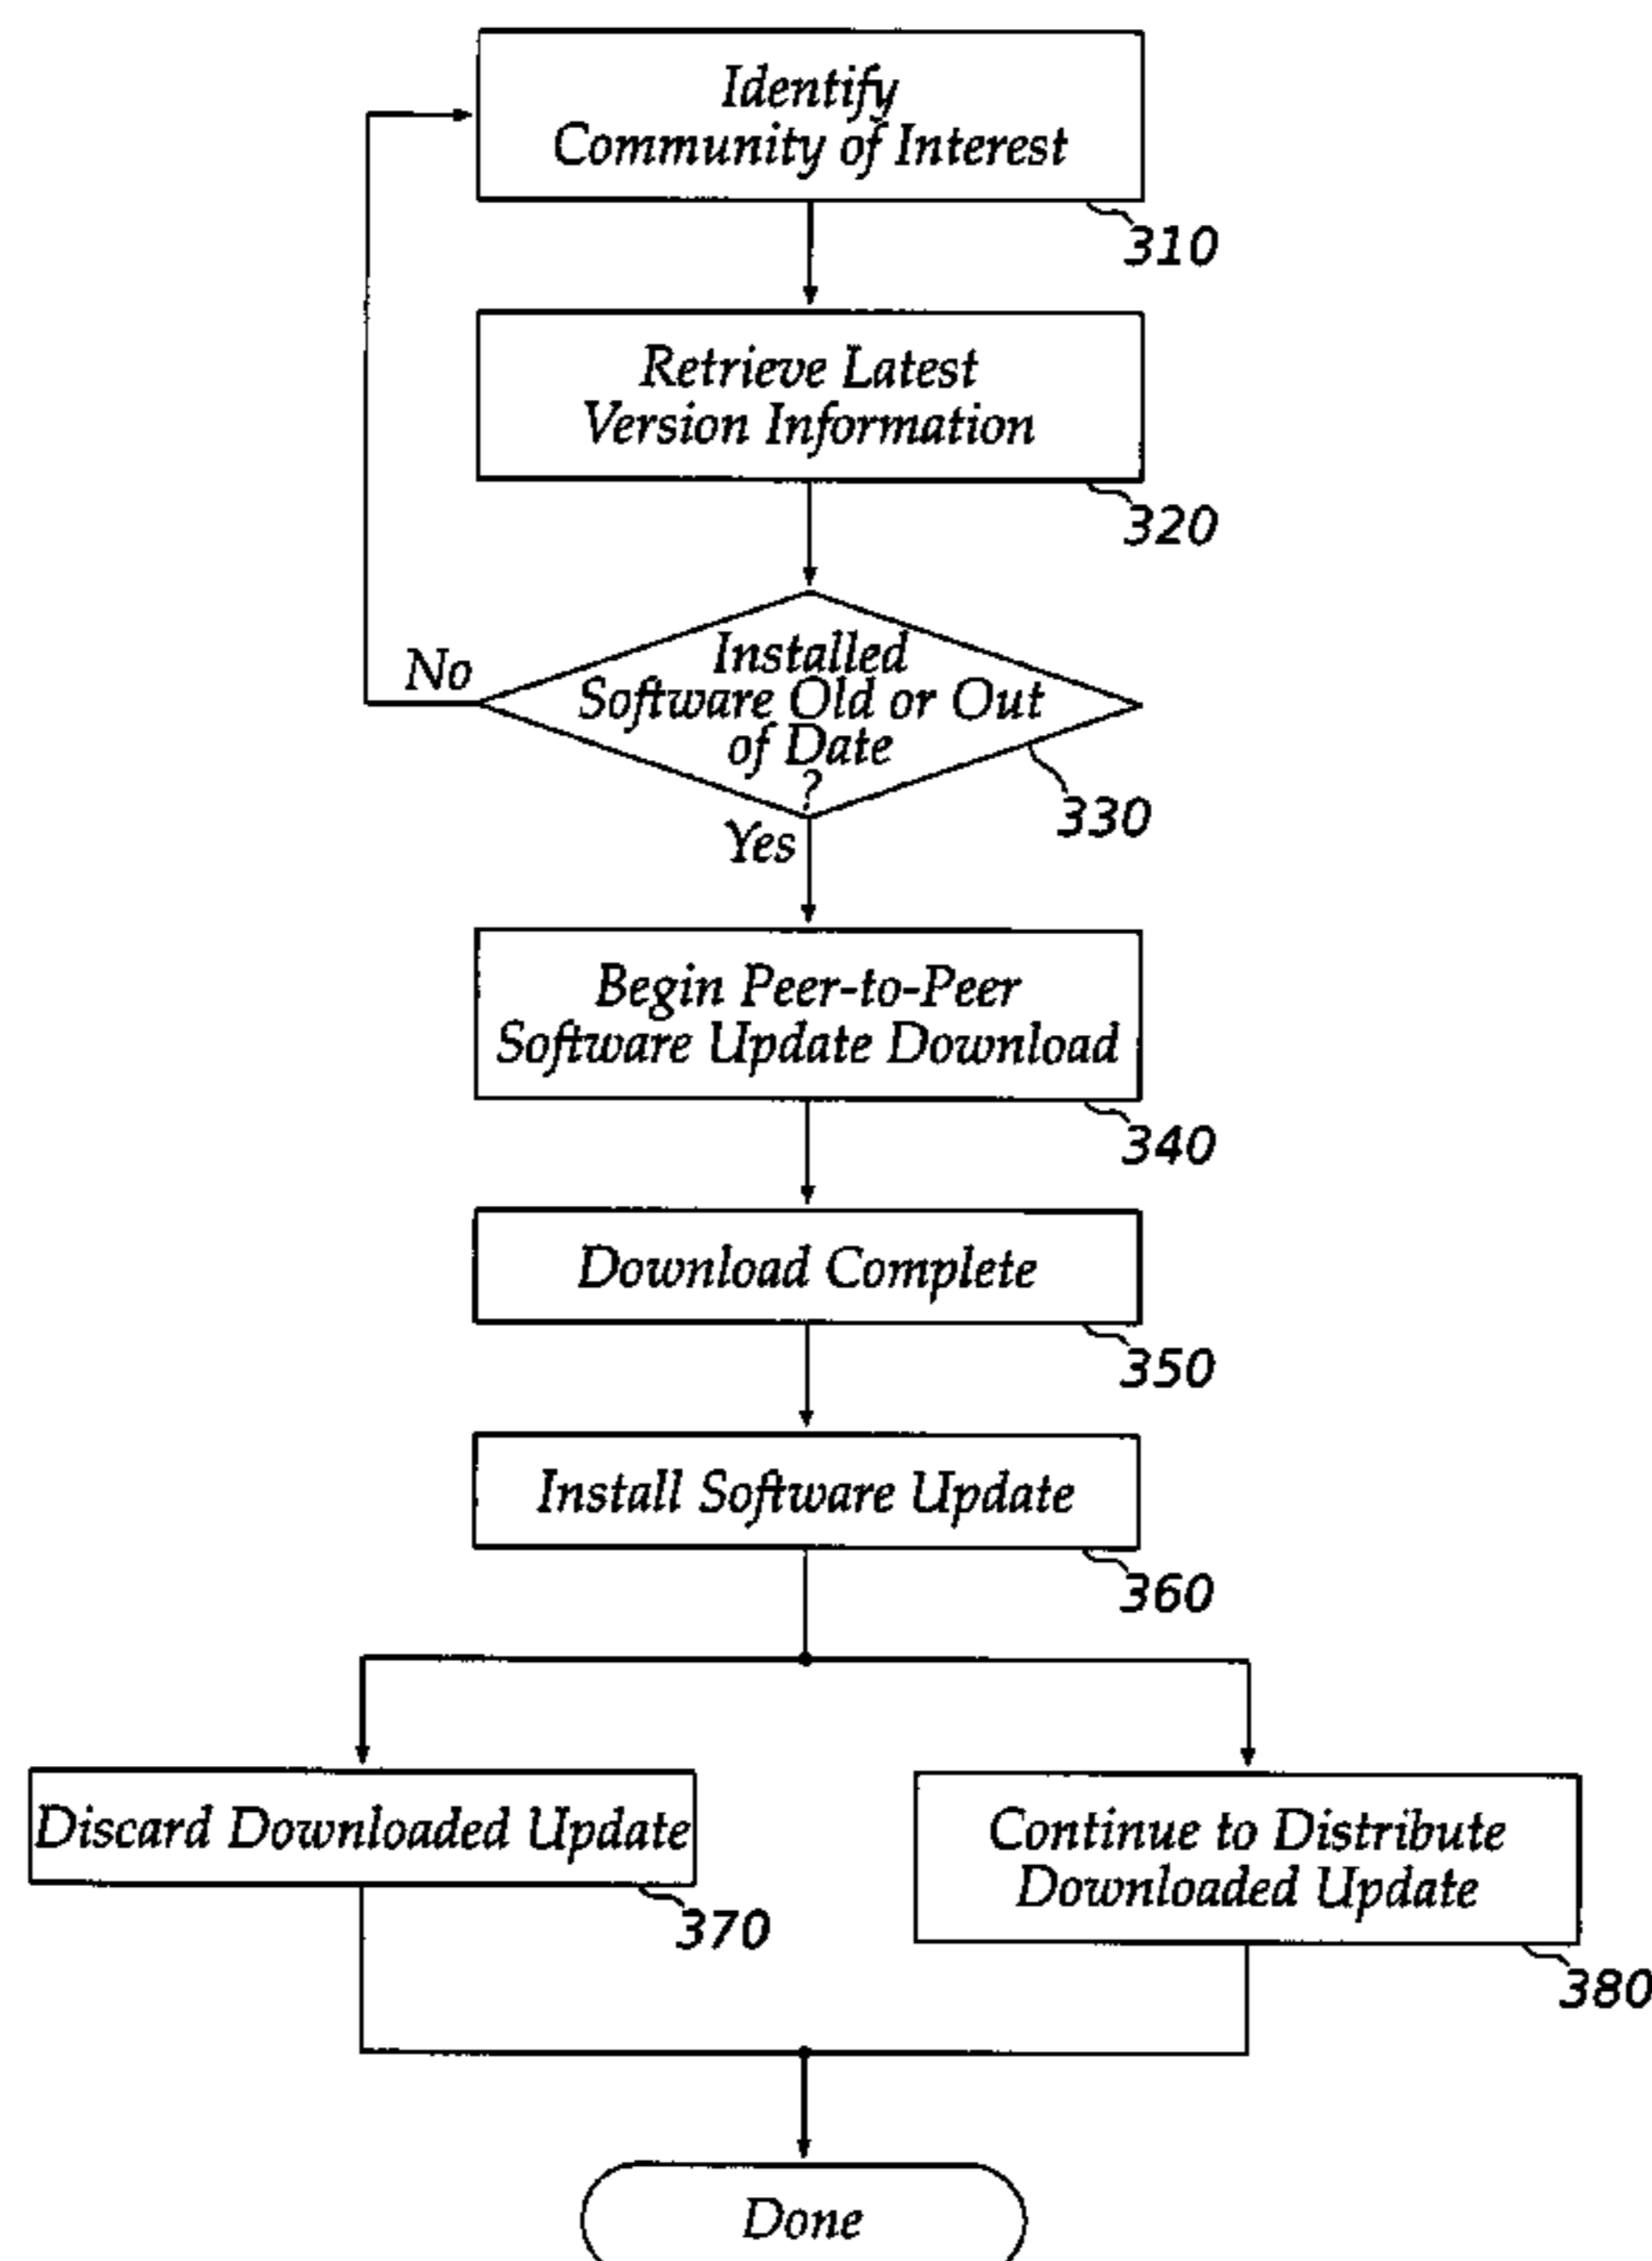 Identify
Community of Interest
310
Retrieve Latest
Version Information
320
Installed
Software Old or Out
of Date
?
No
330
Yes
Begin Peer-to-Peer
Software Update Download
340
Download Complete
350
Install Software Update
360
Discard Downloaded Update
370
Continue to Distribute
Downloaded Update
380
Done